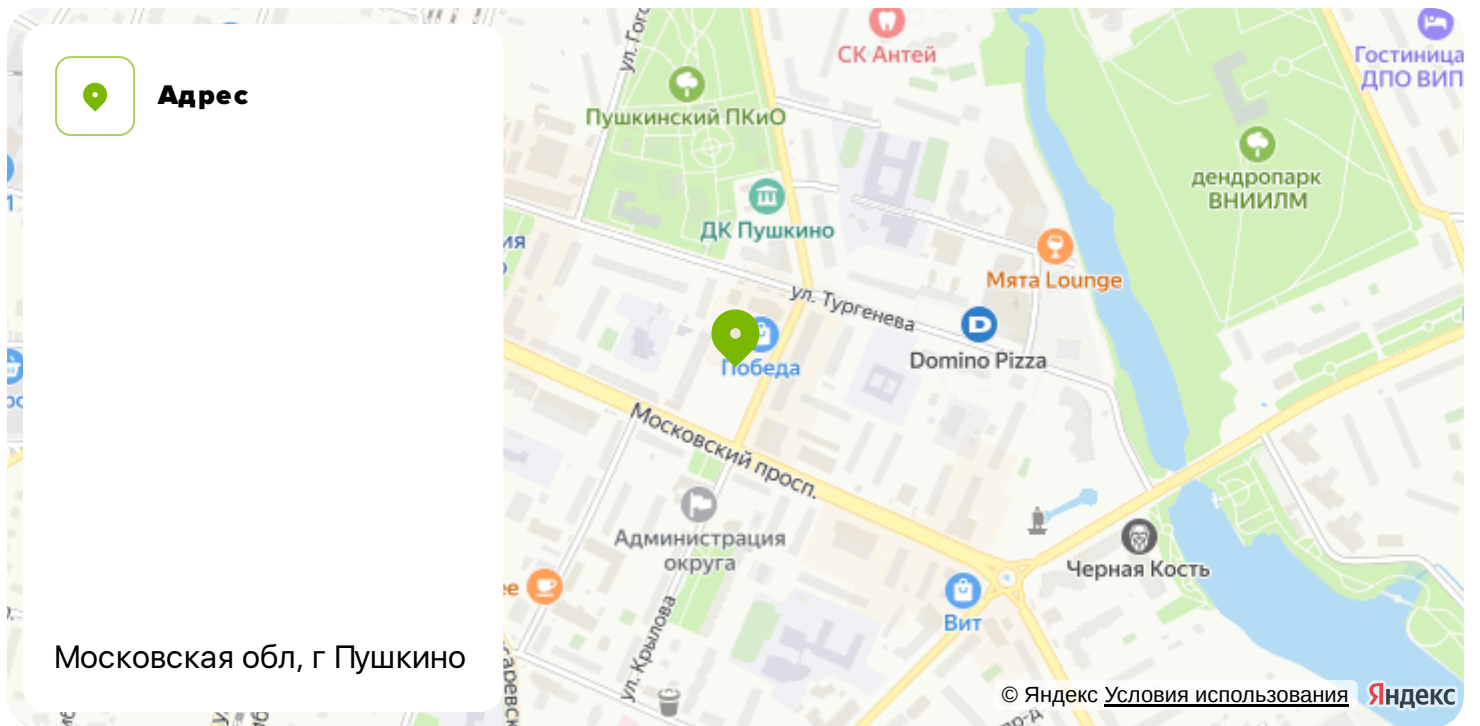 Адрес
Московская обл, г Пушкино
СК Антей
Гостиница
ДПО ВИП
Пушкинский ПКиО
дендропарк
ВНИИЛМ
ДК Пушкино
Мята Lounge
ул. Тургенева
Domino Pizza
Победа
Московский просп.
Администрация
округа
Черная Кость
Вит
ул. Крылова
© Яндекс Условия использования
Яндекс